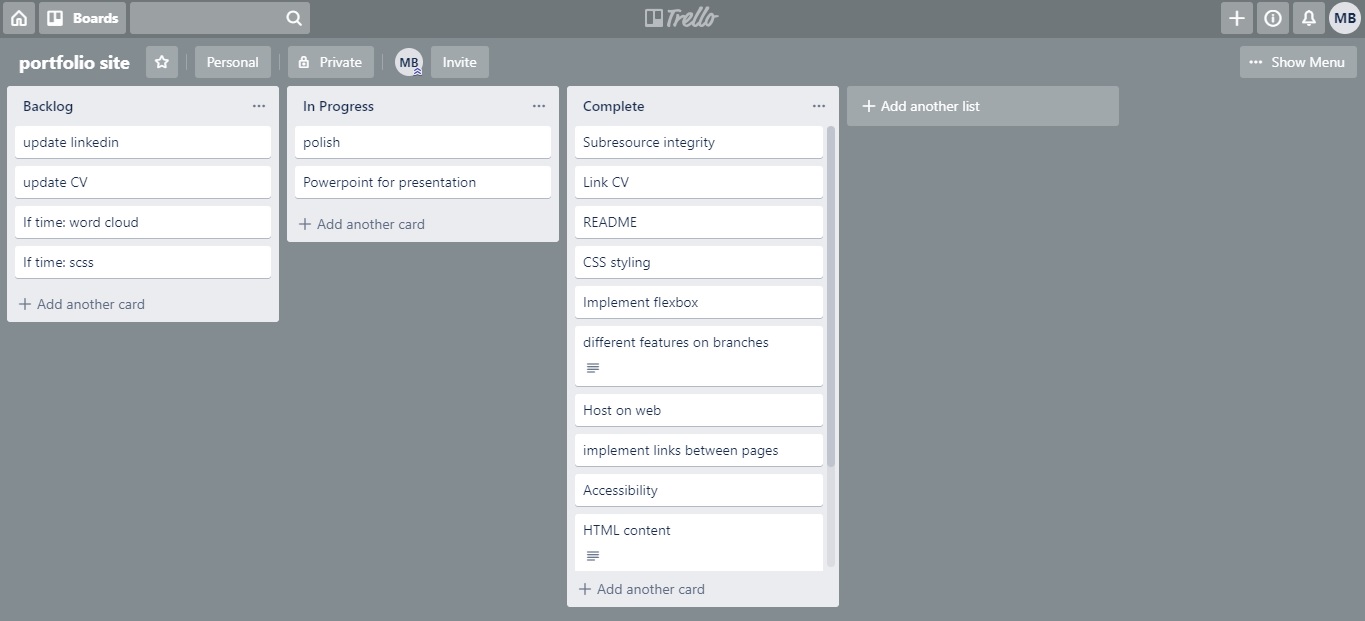 Boards
Trello
MB
portfolio site
Personal
Private
MB
Invite
Show Menu
Backlog
update linkedin
update CV
If time: word cloud
If time: scss
Add another card
In Progress
polish
Powerpoint for presentation
Add another card
Complete
Subresource integrity
Link CV
README
CSS styling
Implement flexbox
different features on branches
Host on web
implement links between pages
Accessibility
HTML content
Add another card
Add another list